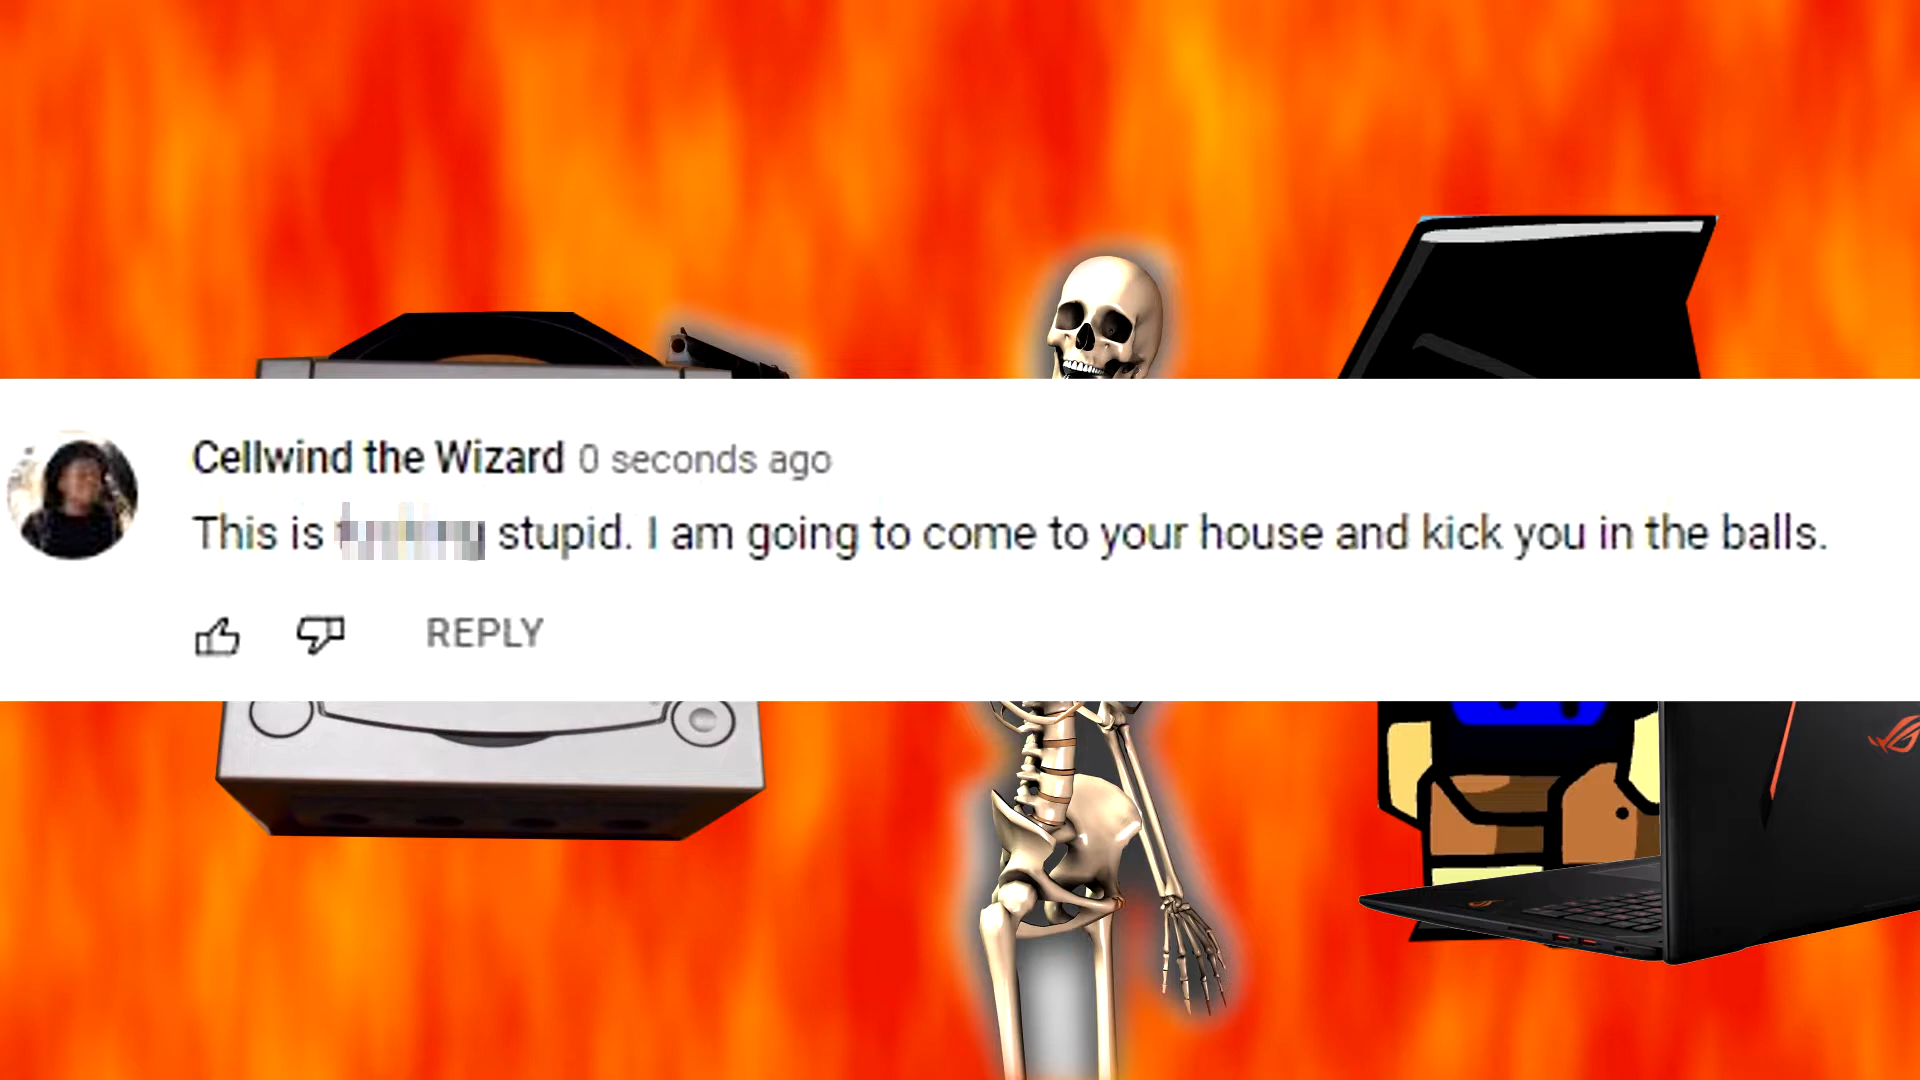 Cellwind the Wizard 0 seconds ago
This is stupid. I am going to come to your house and kick you in the balls.
REPLY